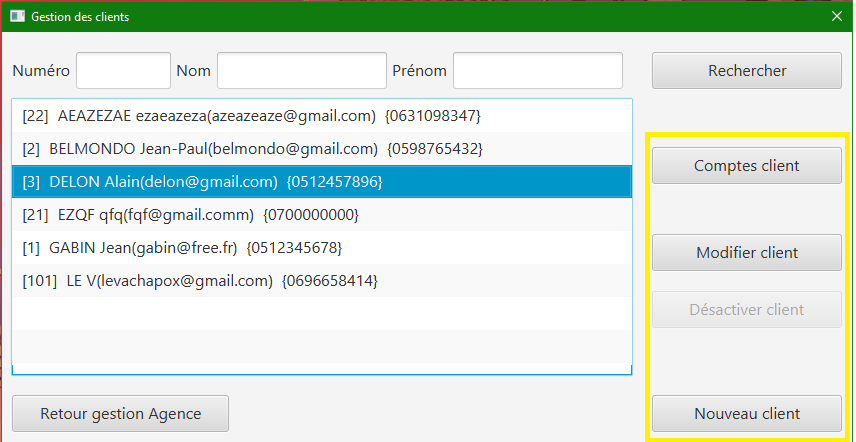 Gestion des clients
Numéro Nom Prénom Rechercher
[22] AEAZEZAE ezaeazeza(azeazeaze@gmail.com) {0631098347}
[2] BELMONDO Jean-Paul(belmondo@gmail.com) {0598765432}
Comptes client
[3] DELON Alain(delon@gmail.com) {0512457896}
[21] EZQF qfq(fqf@gmail.comm) {0700000000}
[1] GABIN Jean(gabin@free.fr) {0512345678}
Modifier client
[101] LE V(levachapox@gmail.com) {0696658414}
Désactiver client
Retour gestion Agence Nouveau client